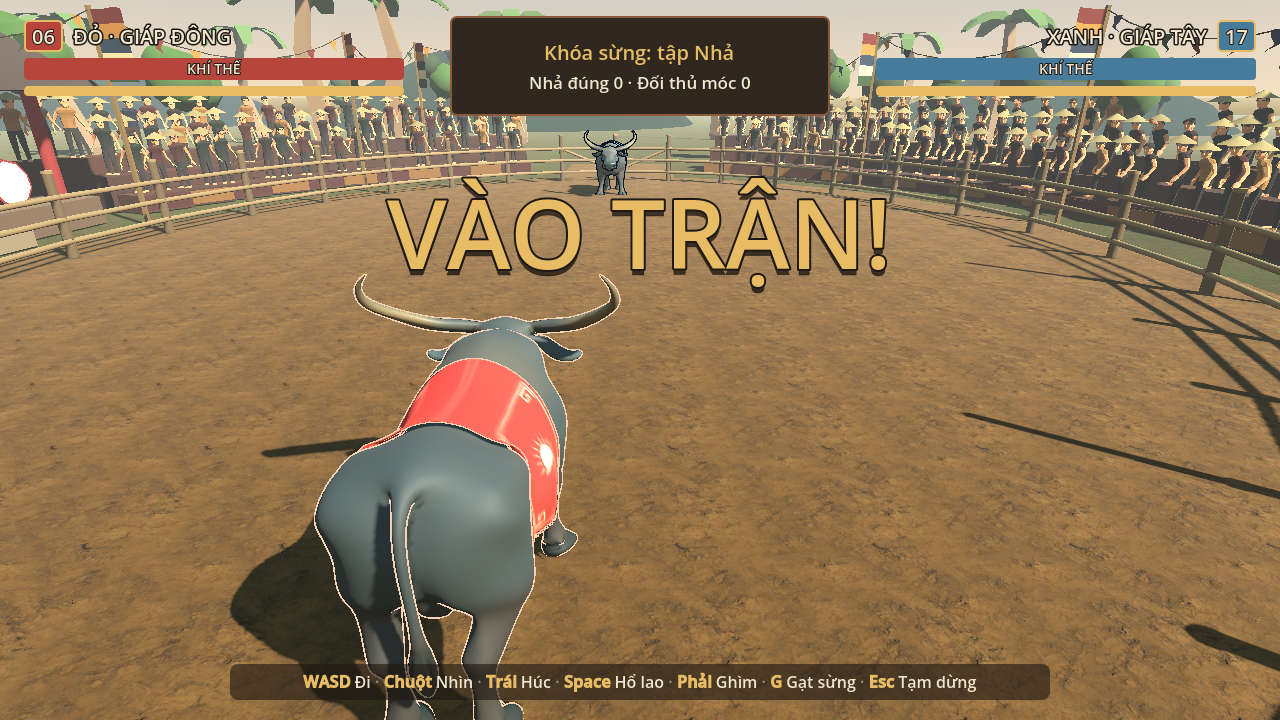 06 ĐỎ · GIÁP ĐÔNG
KHÍ THẾ
Khóa sừng: tập Nhả
Nhả đúng 0 · Đối thủ móc 0
XANH · GIÁP TÂY 17
KHÍ THẾ
VÀO TRẬN!
WASD Đi · Chuột Nhìn · Trái Húc · Space Hổ lao · Phải Ghìm · G Gạt sừng · Esc Tạm dừng